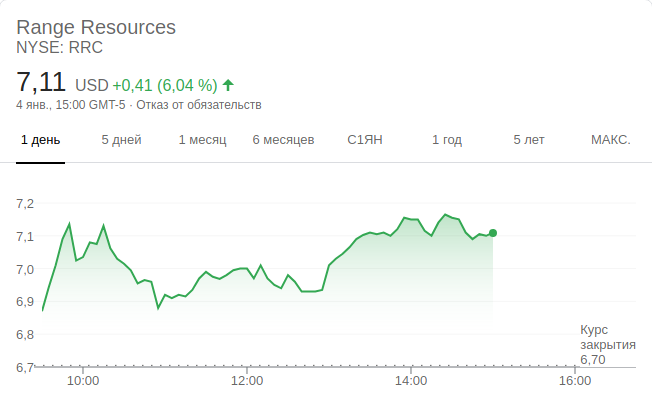 Range Resources
NYSE: RRC
7,11 USD +0,41 (6,04 %)
4 янв., 15:00 GMT-5 · Отказ от обязательств
1 день 5 дней 1 месяц 6 месяцев С1ЯН 1 год 5 лет МАКС.
7,2
7,1
7,0
6,9
6,8
6,7
Курс
закрытия
6,70
10:00 12:00 14:00 16:00